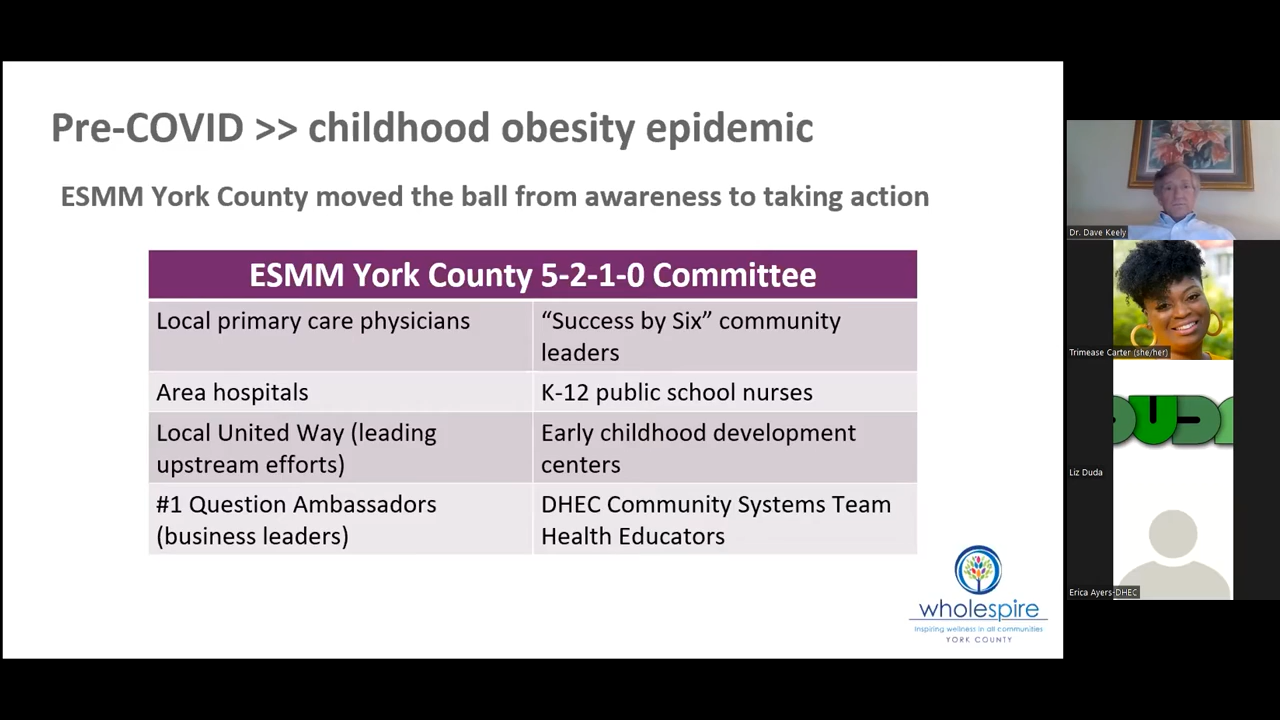 Pre-COVID >> childhood obesity epidemic
ESMM York County moved the ball from awareness to taking action
ESMM York County 5-2-1-0 Committee
Local primary care physicians
“Success by Six” community
leaders
Area hospitals
K-12 public school nurses
Local United Way (leading
upstream efforts)
Early childhood development
centers
#1 Question Ambassadors
(business leaders)
DHEC Community Systems Team
Health Educators
wholespire
Inspiring wellness in all communities
YORK COUNTY
Dr. Dave Keely
Trimease Carter (she/her)
DUDA
Liz Duda
Erica Ayers-DHEC